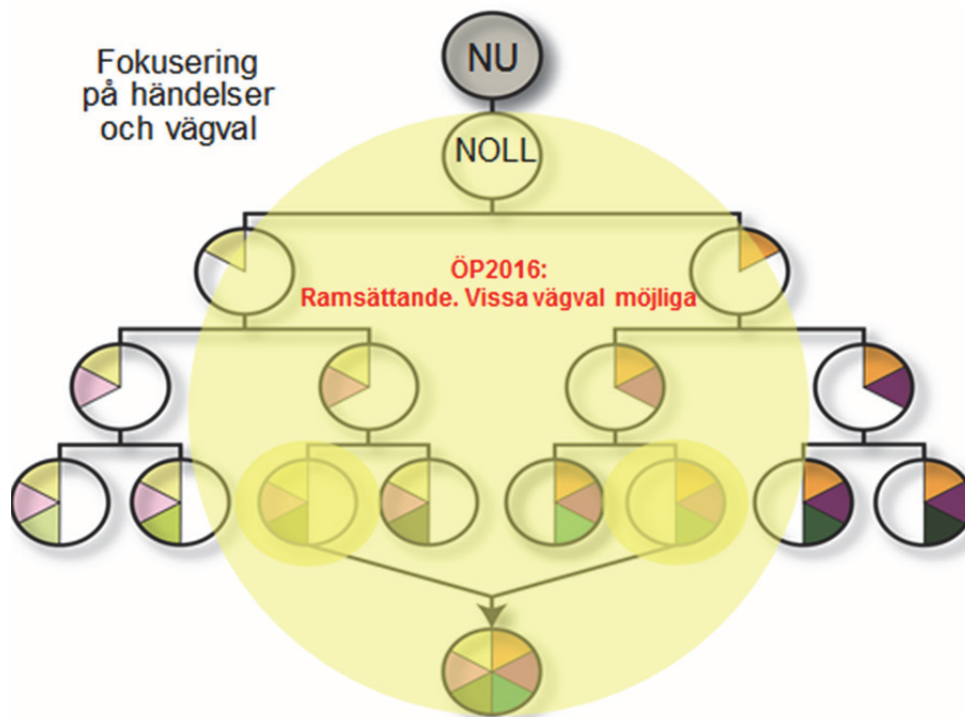 Fokusering
på händelser
och vägval
NU
NOLL
ÖP2016:
Ramsättande. Vissa vägval möjliga